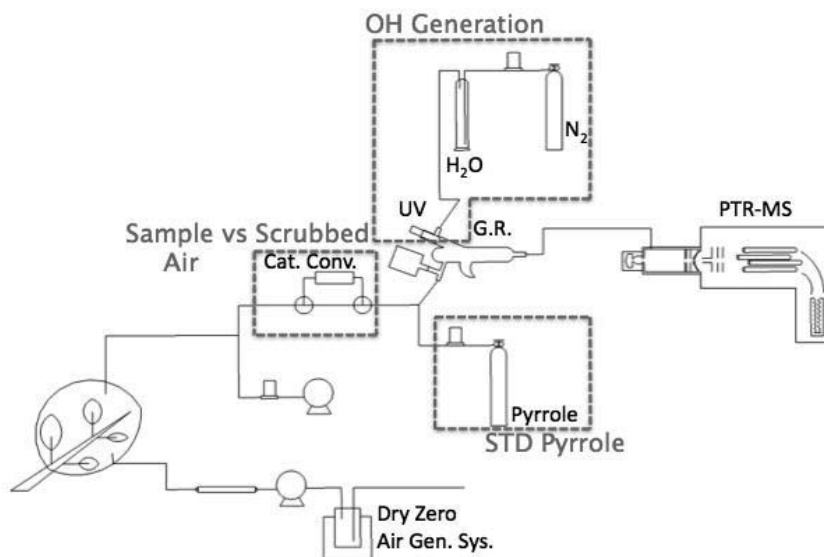 OH Generation
N₂
H₂O
UV
G.R.
PTR-MS
Sample vs Scrubbed
Air
Cat. Conv.
Pyrrole
STD Pyrrole
Dry Zero
Air Gen. Sys.